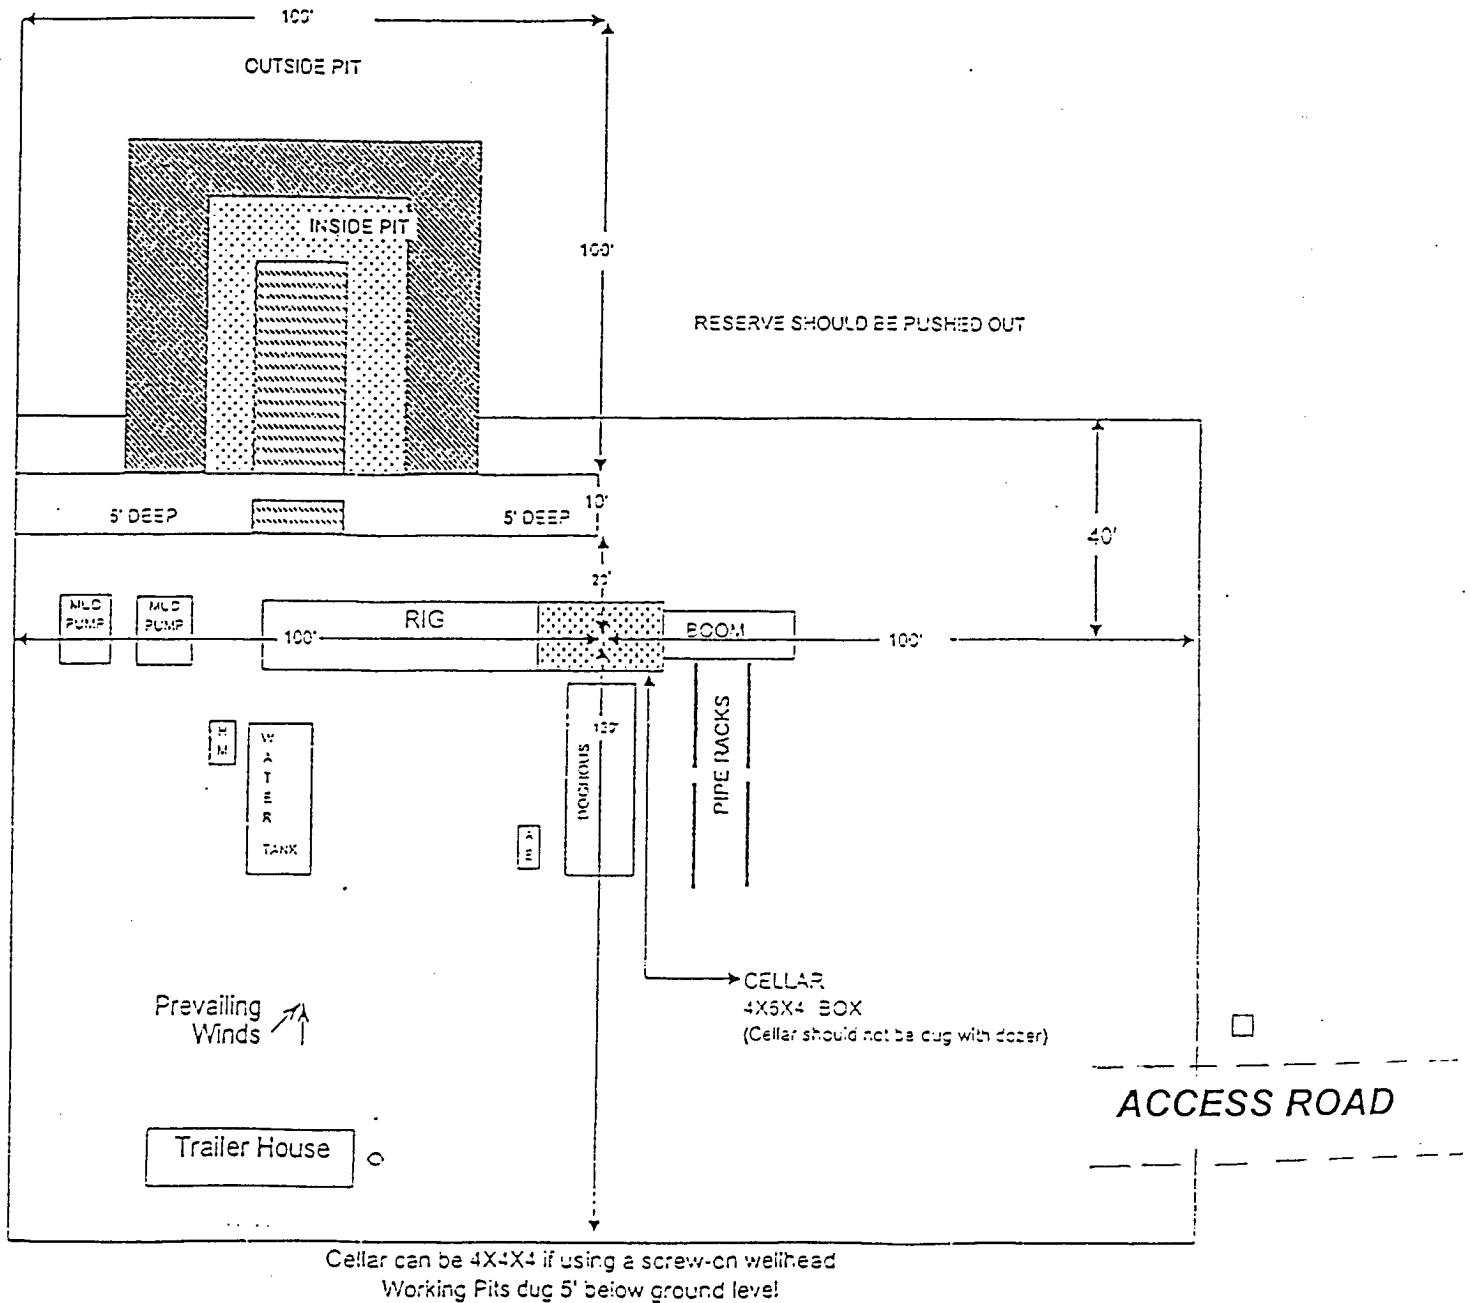 100'
OUTSIDE PIT
INSIDE PIT
100'
RESERVE SHOULD BE PUSHED OUT
10'
5' DEEP
5' DEEP
40'
20'
MUD
PUMP
MUD
PUMP
RIG
BOOM
100'
100'
H
M
W
A
T
E
R
TANK
DOGHOUS
PIPE RACKS
A
E
CELLAR
4X5X4 BOX
(Cellar should not be dug with dozer)
Prevailing
Winds
ACCESS ROAD
Trailer House
Cellar can be 4X4X4 if using a screw-on wellhead
Working Pits dug 5' below ground level